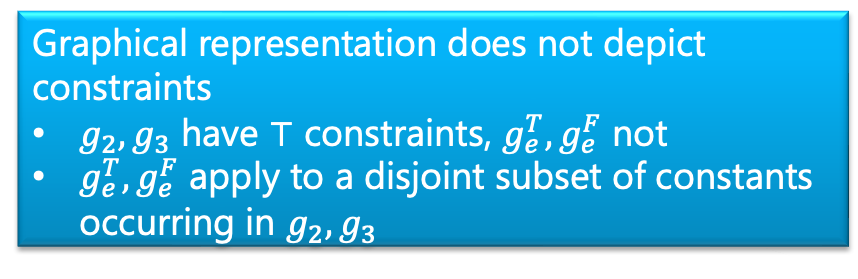 Graphical representation does not depict
constraints
• g₂, g₃ have ⊤ constraints, gₑᵀ, gₑF not
• gₑᵀ, gₑF apply to a disjoint subset of constants
occurring in g₂, g₃